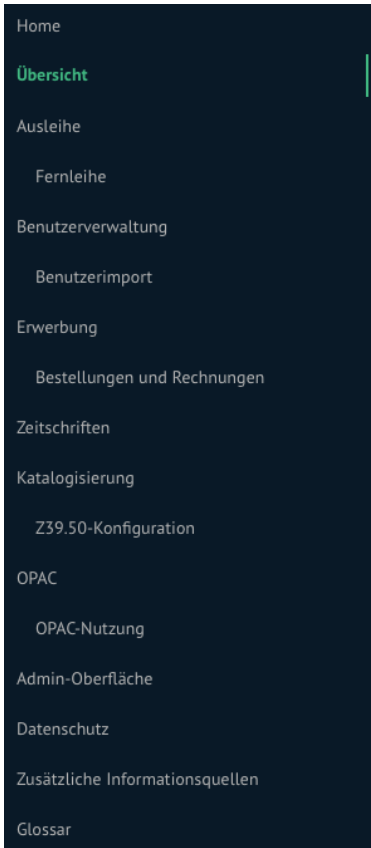 Home
Übersicht
Ausleihe
Fernleihe
Benutzerverwaltung
Benutzerimport
Erwerbung
Bestellungen und Rechnungen
Zeitschriften
Katalogisierung
Z39.50-Konfiguration
OPAC
OPAC-Nutzung
Admin-Oberfläche
Datenschutz
Zusätzliche Informationsquellen
Glossar